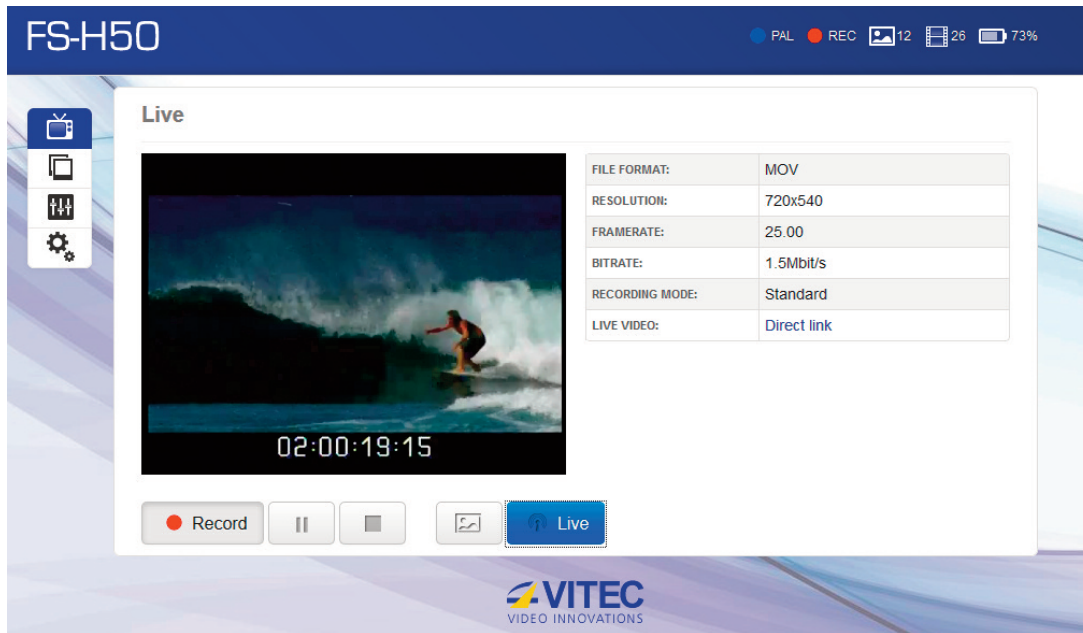 FS-H50
PAL REC 12 26 73%
Live
FILE FORMAT: MOV
RESOLUTION: 720x540
FRAMERATE: 25.00
BITRATE: 1.5Mbit/s
RECORDING MODE: Standard
LIVE VIDEO: Direct link
02:00:19:15
Record Live
VITEC
VIDEO INNOVATIONS